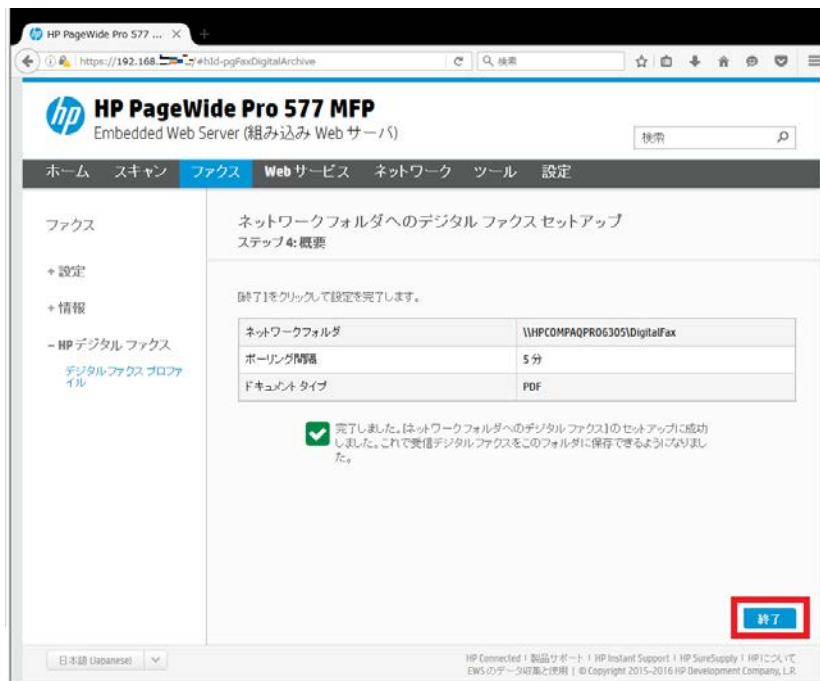 HP PageWide Pro 577 ...
https://192.168. /#hId-pgFaxDigitalArchive
検索
hp
HP PageWide Pro 577 MFP
Embedded Web Server (組み込み Web サーバ)
検索
ホーム スキャン ファクス Web サービス ネットワーク ツール 設定
ファクス
+ 設定
+ 情報
- HP デジタル ファクス
デジタル ファクス プロファ
イル
ネットワークフォルダへのデジタル ファクス セットアップ
ステップ 4: 概要
[終了]をクリックして設定を完了します。
ネットワークフォルダ \\HPCOMPAQPRO6305\DigitalFax
ポーリング間隔 5 分
ドキュメント タイプ PDF
完了しました。[ネットワークフォルダへのデジタル ファクス]のセットアップに成功
しました。これで受信デジタルファクスをこのフォルダに保存できるようになりまし
た。
終了
日本語 (Japanese)
HP Connected | 製品サポート | HP Instant Support | HP SureSupply | HP について
EWS のデータ収集と使用 | © Copyright 2015-2016 HP Development Company, L.P.